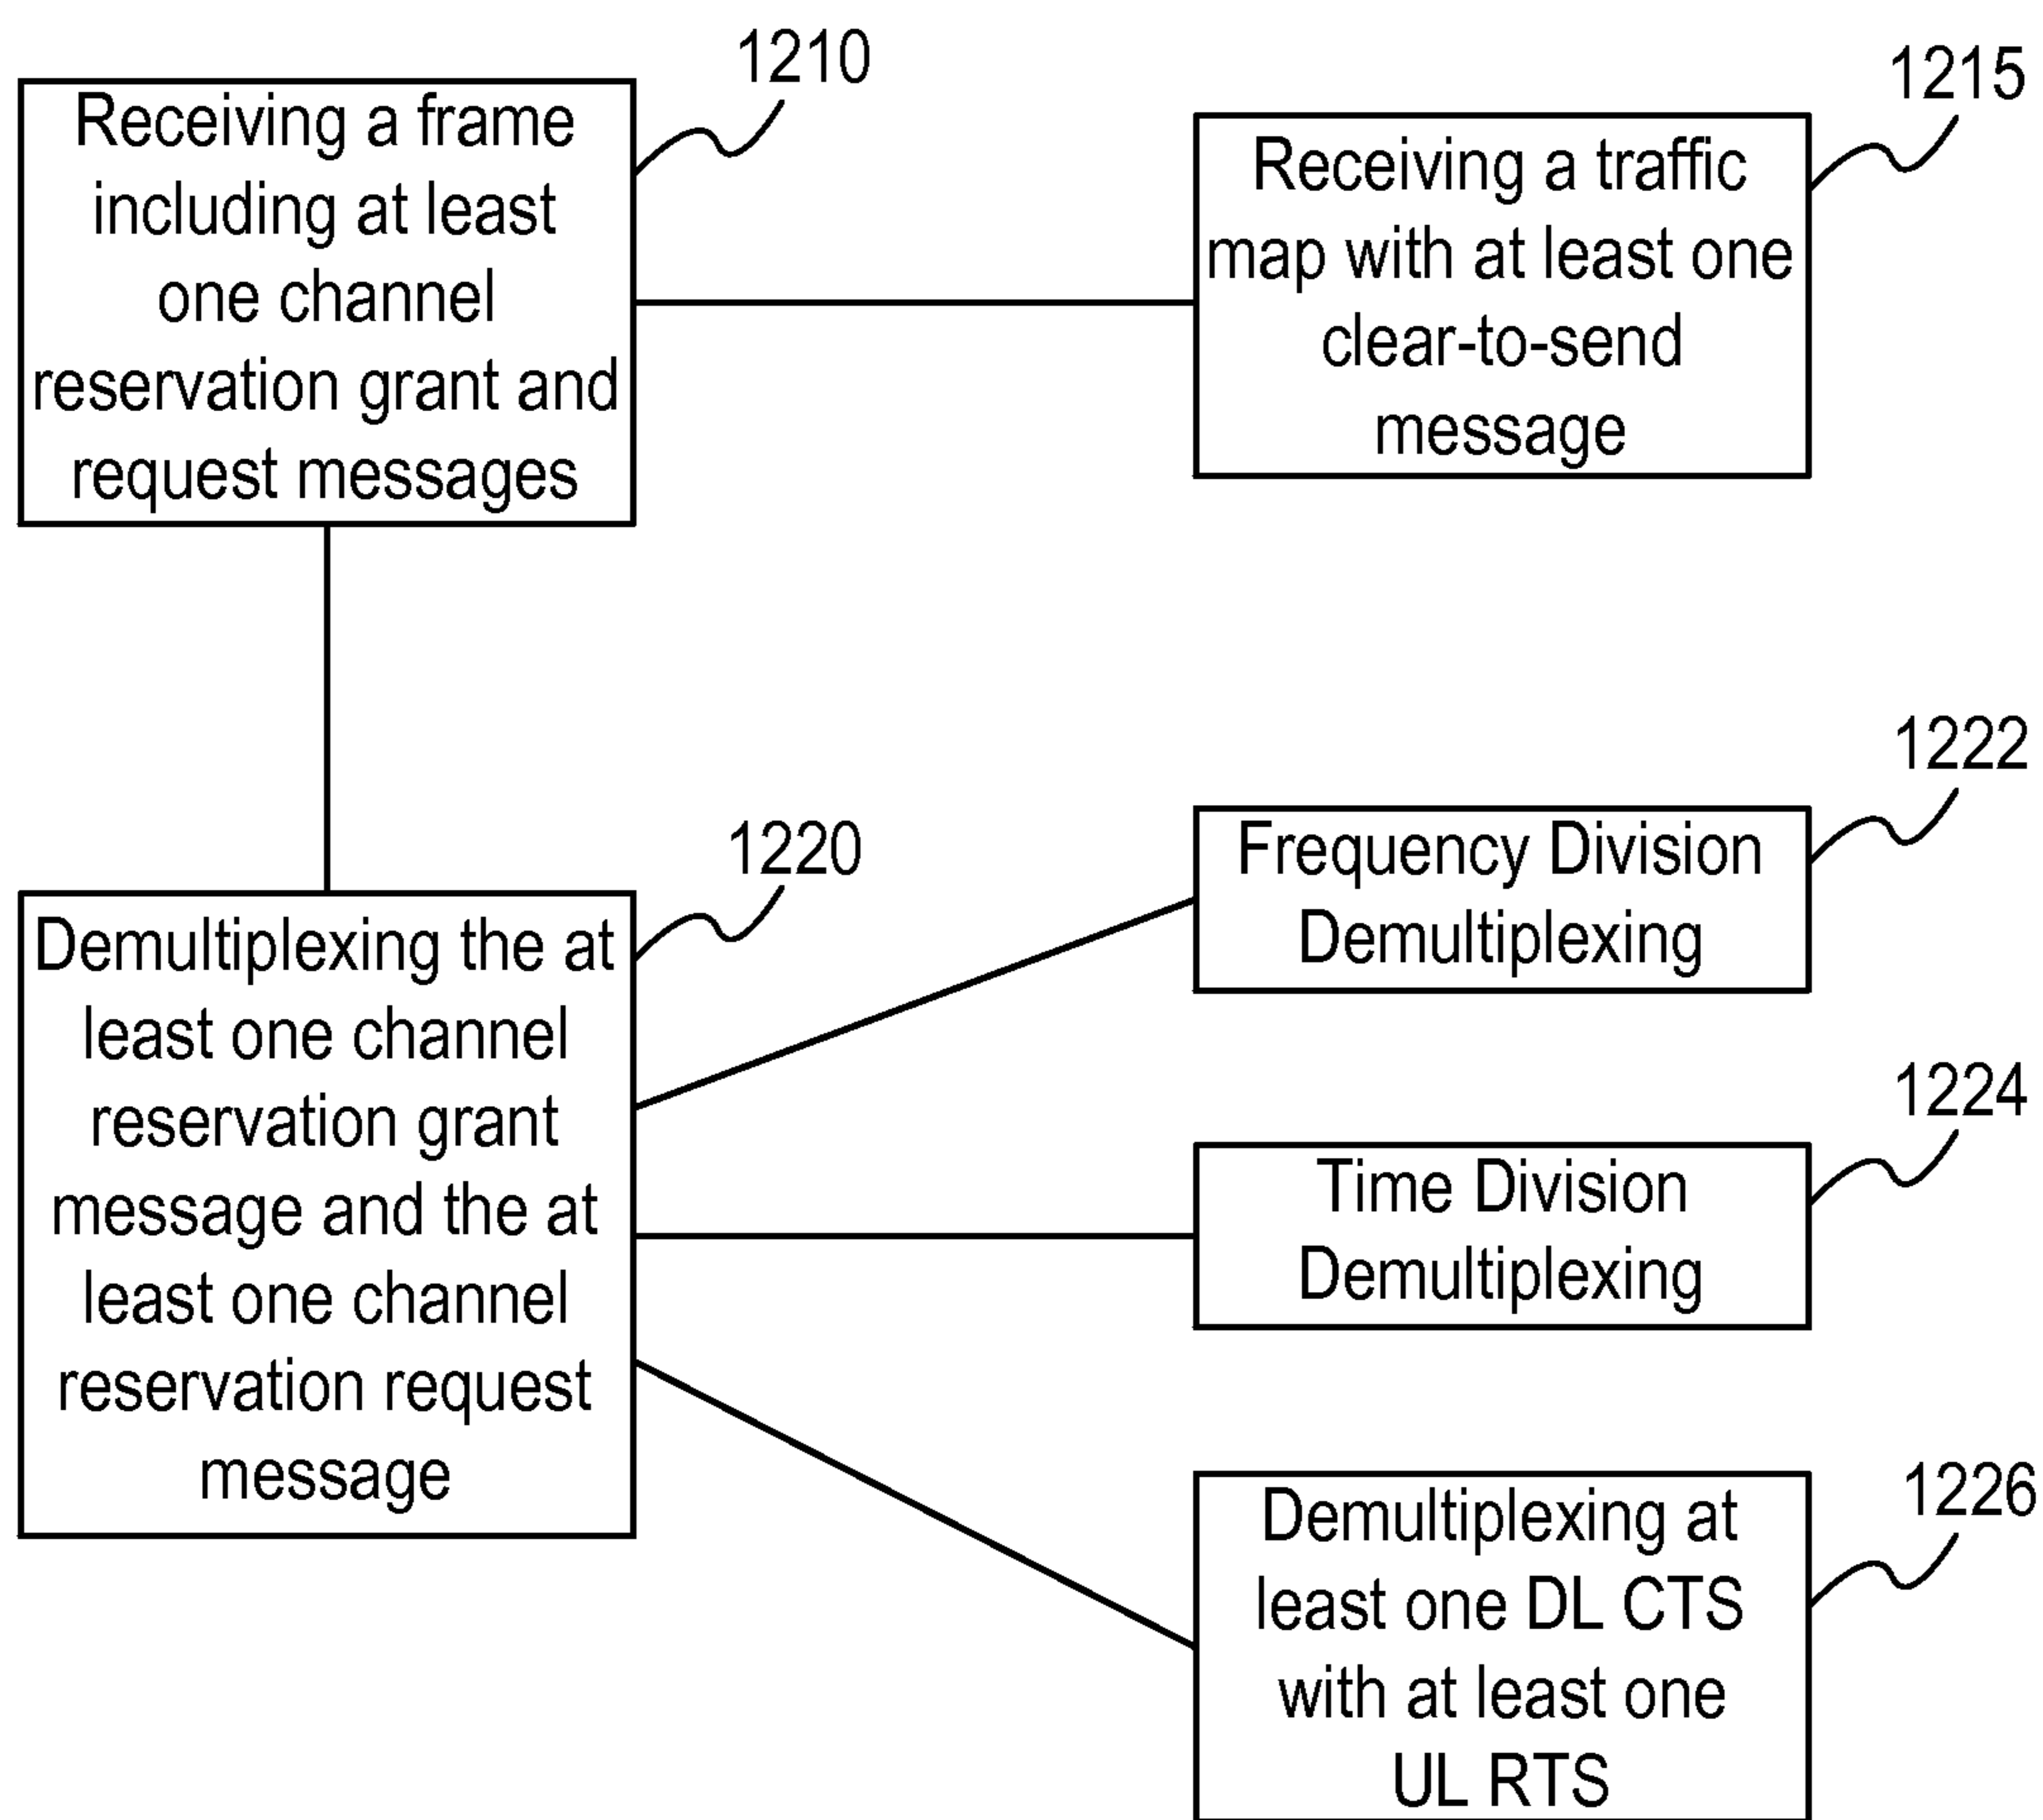 1210
Receiving a frame
including at least
one channel
reservation grant and
request messages
1215
Receiving a traffic
map with at least one
clear-to-send
message
1220
Demultiplexing the at
least one channel
reservation grant
message and the at
least one channel
reservation request
message
1222
Frequency Division
Demultiplexing
1224
Time Division
Demultiplexing
1226
Demultiplexing at
least one DL CTS
with at least one
UL RTS